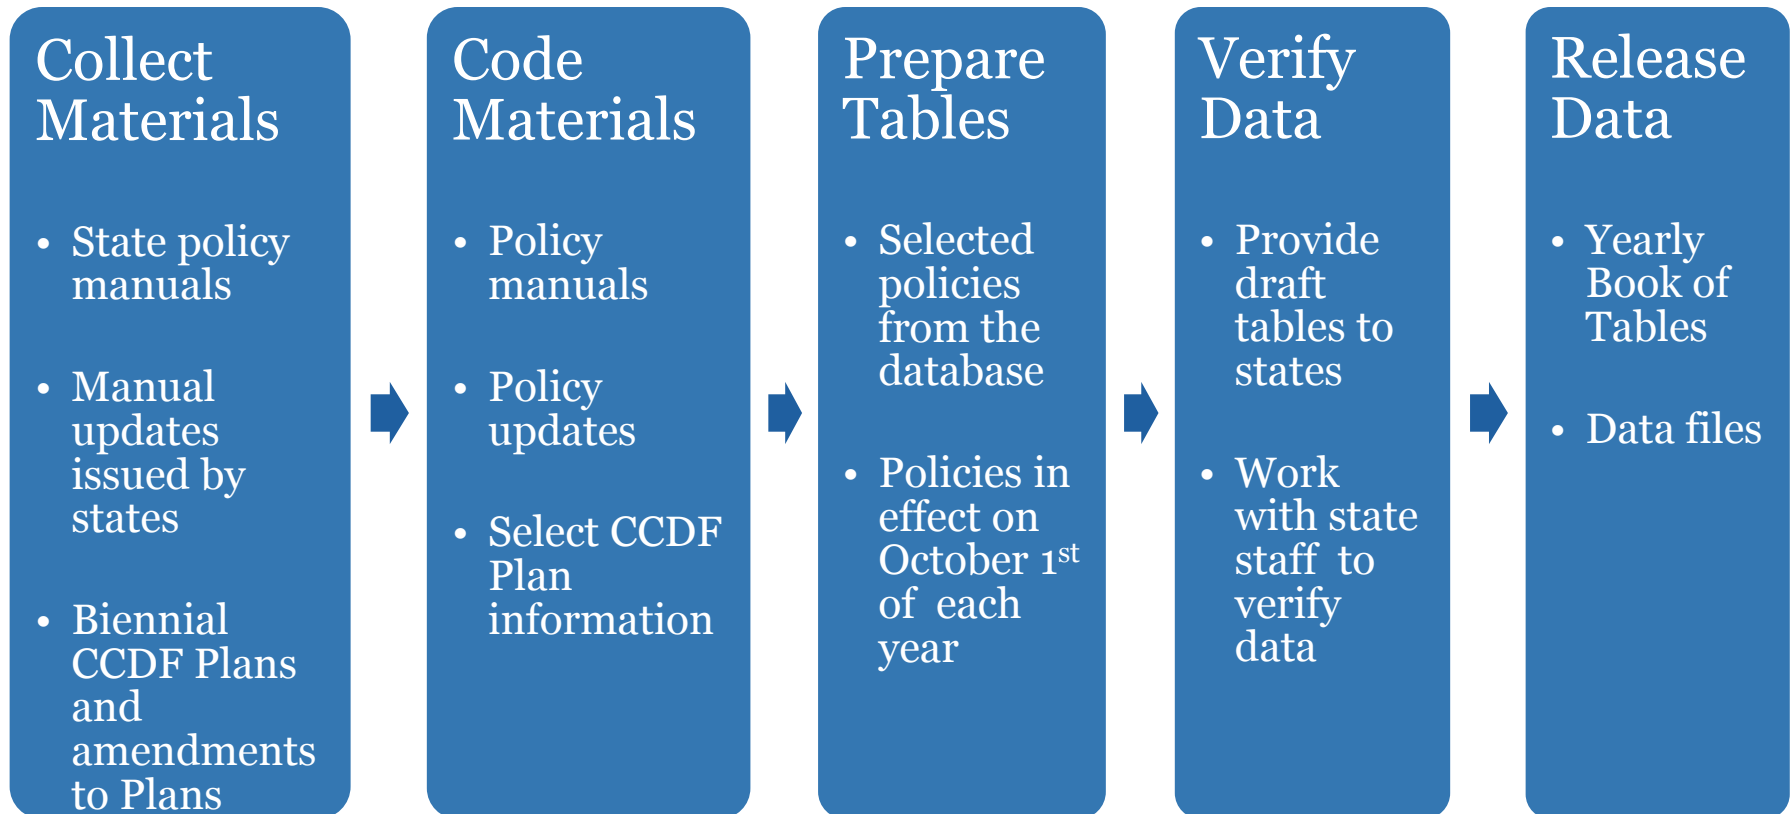 Collect
Materials
• State policy
manuals
• Manual
updates
issued by
states
• Biennial
CCDF Plans
and
amendments
to Plans
Code
Materials
• Policy
manuals
• Policy
updates
• Select CCDF
Plan
information
Prepare
Tables
• Selected
policies
from the
database
• Policies in
effect on
October 1st
of each
year
Verify
Data
• Provide
draft
tables to
states
• Work
with state
staff to
verify
data
Release
Data
• Yearly
Book of
Tables
• Data files